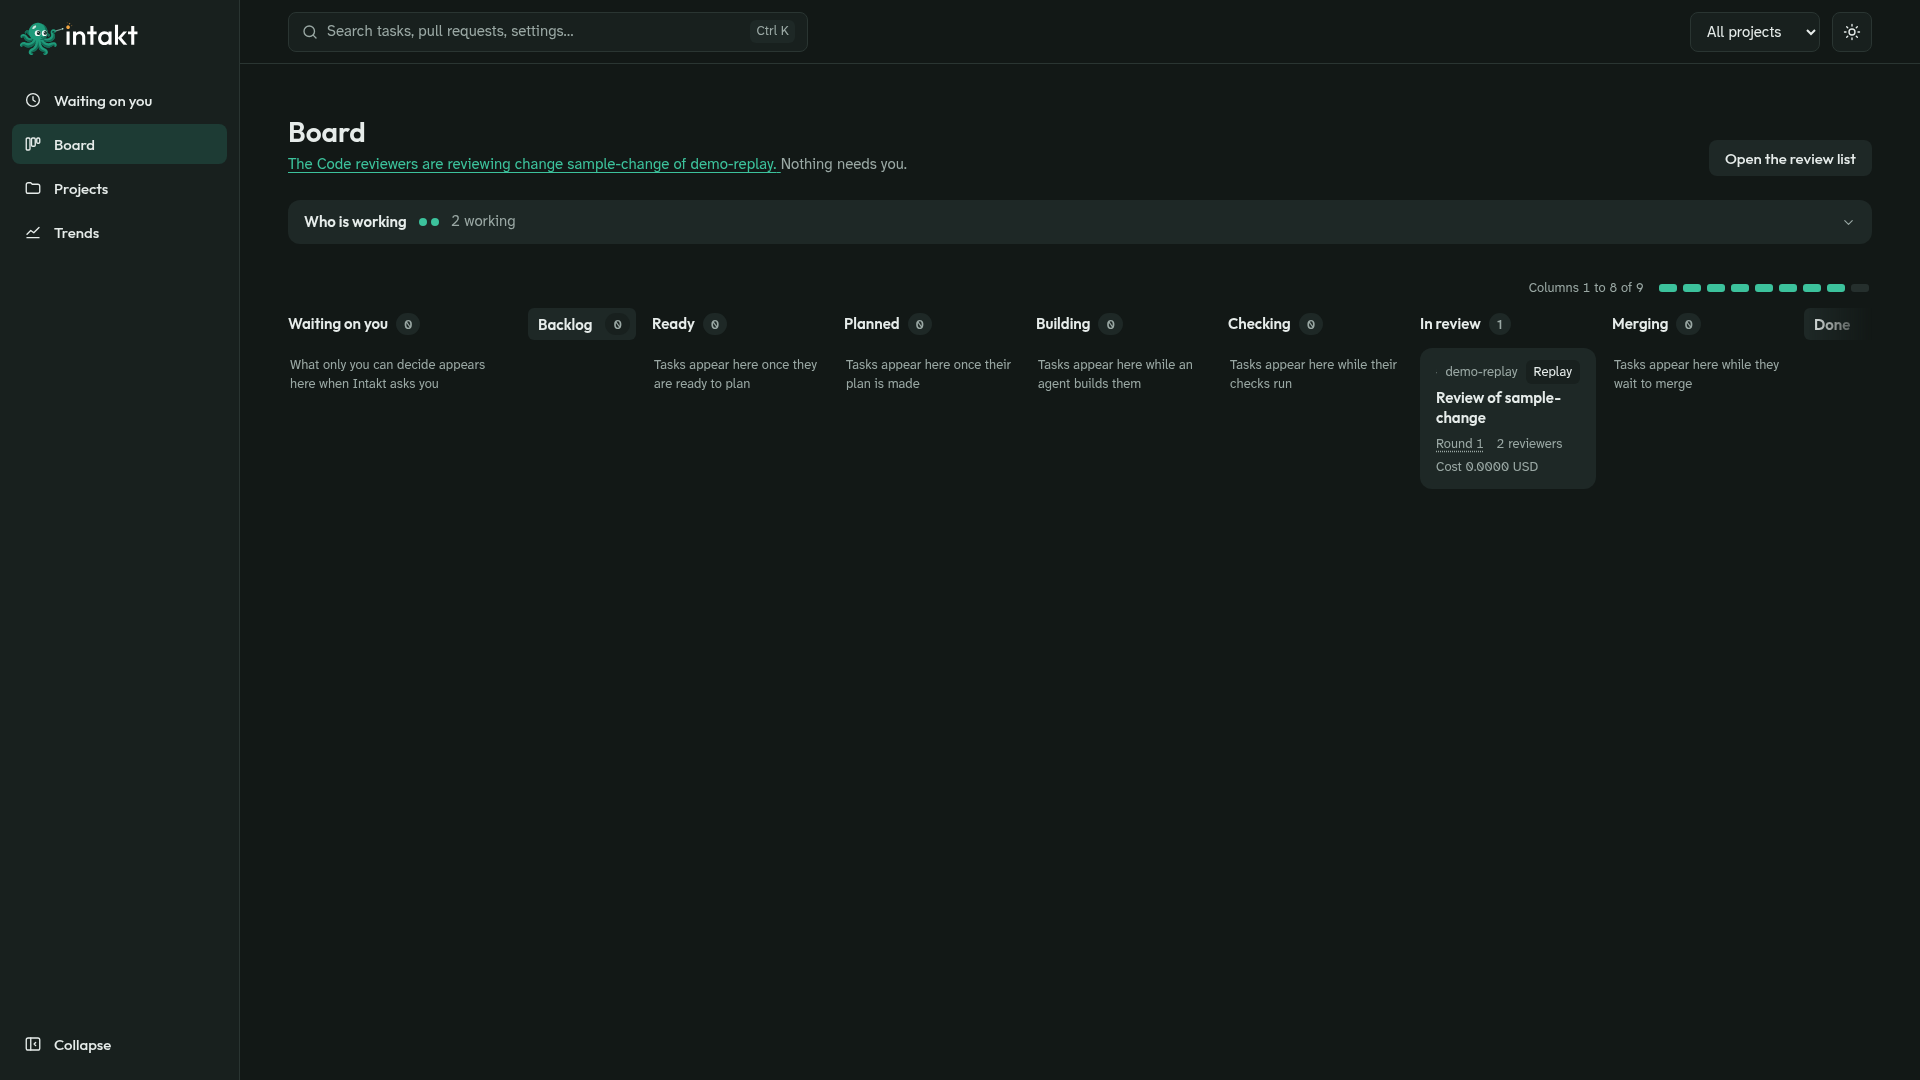 intakt
Search tasks, pull requests, settings...
Ctrl K
All projects
Waiting on you
Board
Projects
Trends
Collapse
Board
The Code reviewers are reviewing change sample-change of demo-replay. Nothing needs you.
Open the review list
Who is working
2 working
Columns 1 to 8 of 9
Waiting on you 0
What only you can decide appears
here when Intakt asks you
Backlog 0
Ready 0
Tasks appear here once they
are ready to plan
Planned 0
Tasks appear here once their
plan is made
Building 0
Tasks appear here while an
agent builds them
Checking 0
Tasks appear here while their
checks run
In review 1
demo-replay Replay
Review of sample-
change
Round 1 2 reviewers
Cost 0.0000 USD
Merging 0
Tasks appear here while they
wait to merge
Done